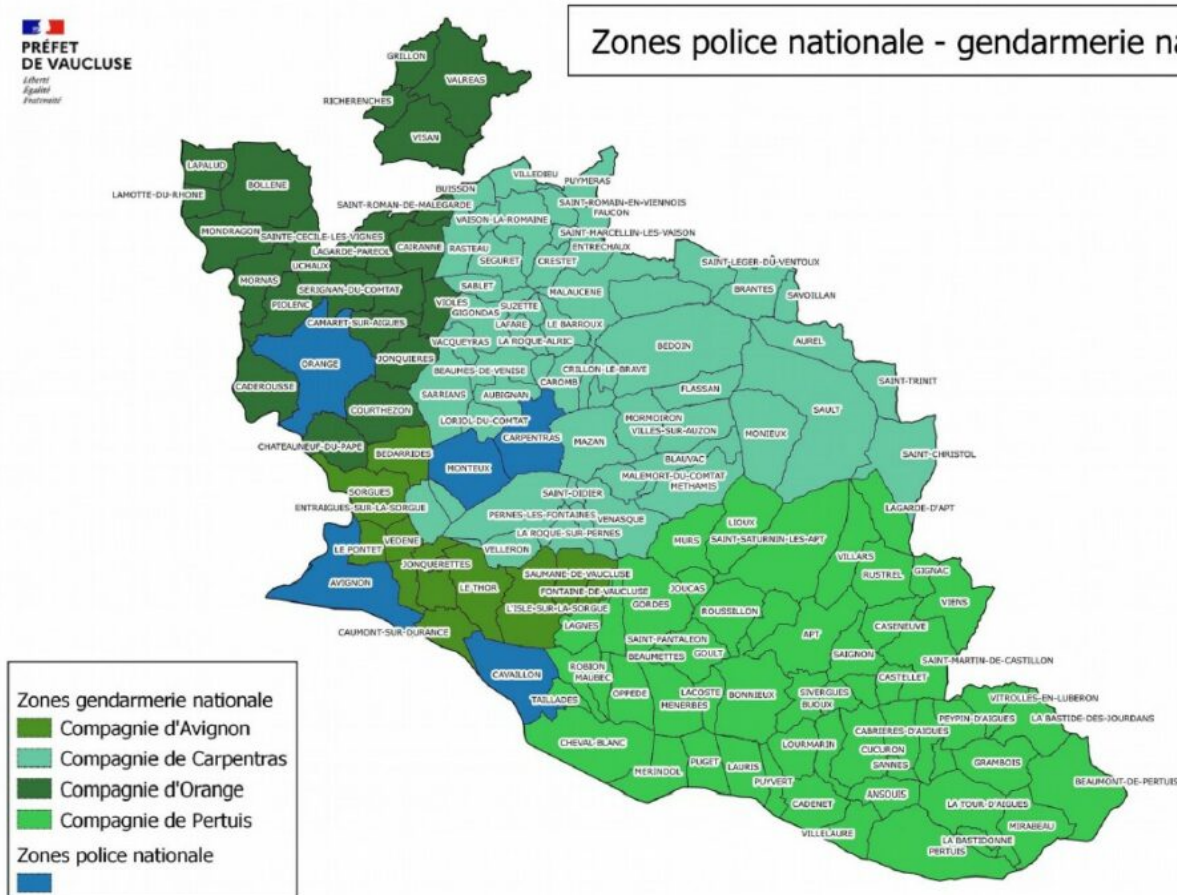 PRÉFET
DE VAUCLUSE
Liberté
Égalité
Fraternité
Zones police nationale - gendarmerie na
GRILLON
VALREAS
RICHERENCHES
VISAN
LAPALUD
BOLLENE
LAMOTTE-DU-RHONE
BUISSON
VILLEDIEU
PUYMERAS
SAINT-ROMAN-DE-MALEGARDE
SAINT-ROMAIN-EN-VIENNOIS
FAUCON
VAISON-LA-ROMAINE
MONDRAGON
SAINTE-CECILE-LES-VIGNES
SAINT-MARCELLIN-LES-VAISON
LAGARDE-PAREOL
CAIRANNE
RASTEAU
ENTRECHAUX
UCHAUX
SEGURET
CRESTET
SAINT-LEGER-DU-VENTOUX
MORNAS
SERIGNAN-DU-COMTAT
SABLET
MALAUCENE
BRANTES
SAVOILLAN
PIOLENC
VIOLES
GIGONDAS
SUZETTE
CAMARET-SUR-AIGUES
LAFARE
LE BARROUX
VACQUEYRAS
LA ROQUE-ALRIC
BEDOIN
AUREL
ORANGE
JONQUIERES
BEAUMES-DE-VENISE
CRILLON-LE-BRAVE
CADEROUSSE
CAROMB
FLASSAN
SAINT-TRINIT
SARRIANS
AUBIGNAN
COURTHEZON
LORIOL-DU-COMTAT
MORMOIRON
SAULT
CARPENTRAS
VILLES-SUR-AUZON
MONIEUX
CHATEAUNEUF-DU-PAPE
MAZAN
BEDARRIDES
BLAUVAC
SAINT-CHRISTOL
MONTEUX
MALEMORT-DU-COMTAT
METHAMIS
SORGUES
SAINT-DIDIER
ENTRAIGUES-SUR-LA-SORGUE
PERNES-LES-FONTAINES
VENASQUE
LAGARDE-D'APT
LA ROQUE-SUR-PERNES
LIOUX
VEDENE
LE PONTET
VELLERON
MURS
SAINT-SATURNIN-LES-APT
VILLARS
JONQUERETTES
SAUMANE-DE-VAUCLUSE
RUSTREL
GIGNAC
AVIGNON
LE THOR
FONTAINE-DE-VAUCLUSE
JOUCAS
L'ISLE-SUR-LA-SORGUE
GORDES
ROUSSILLON
VIENS
LAGNES
CASENEUVE
CAUMONT-SUR-DURANCE
SAINT-PANTALEON
APT
BEAUMETTES
GOULT
SAIGNON
SAINT-MARTIN-DE-CASTILLON
ROBION
CAVAILLON
MAUBEC
CASTELLET
OPPEDE
LACOSTE
BONNIEUX
SIVERGUES
VITROLLES-EN-LUBERON
TAILLADES
MENERBES
BUOUX
PEYPIN-D'AIGUES
LA BASTIDE-DES-JOURDANS
CABRIERES-D'AIGUES
CHEVAL-BLANC
LOURMARIN
CUCURON
GRAMBOIS
PUGET
LAURIS
SANNES
MERINDOL
PUYVERT
BEAUMONT-DE-PERTUIS
ANSOUIS
CADENET
LA TOUR-D'AIGUES
MIRABEAU
VILLELAURE
LA BASTIDONNE
PERTUIS
Zones gendarmerie nationale
Compagnie d'Avignon
Compagnie de Carpentras
Compagnie d'Orange
Compagnie de Pertuis
Zones police nationale